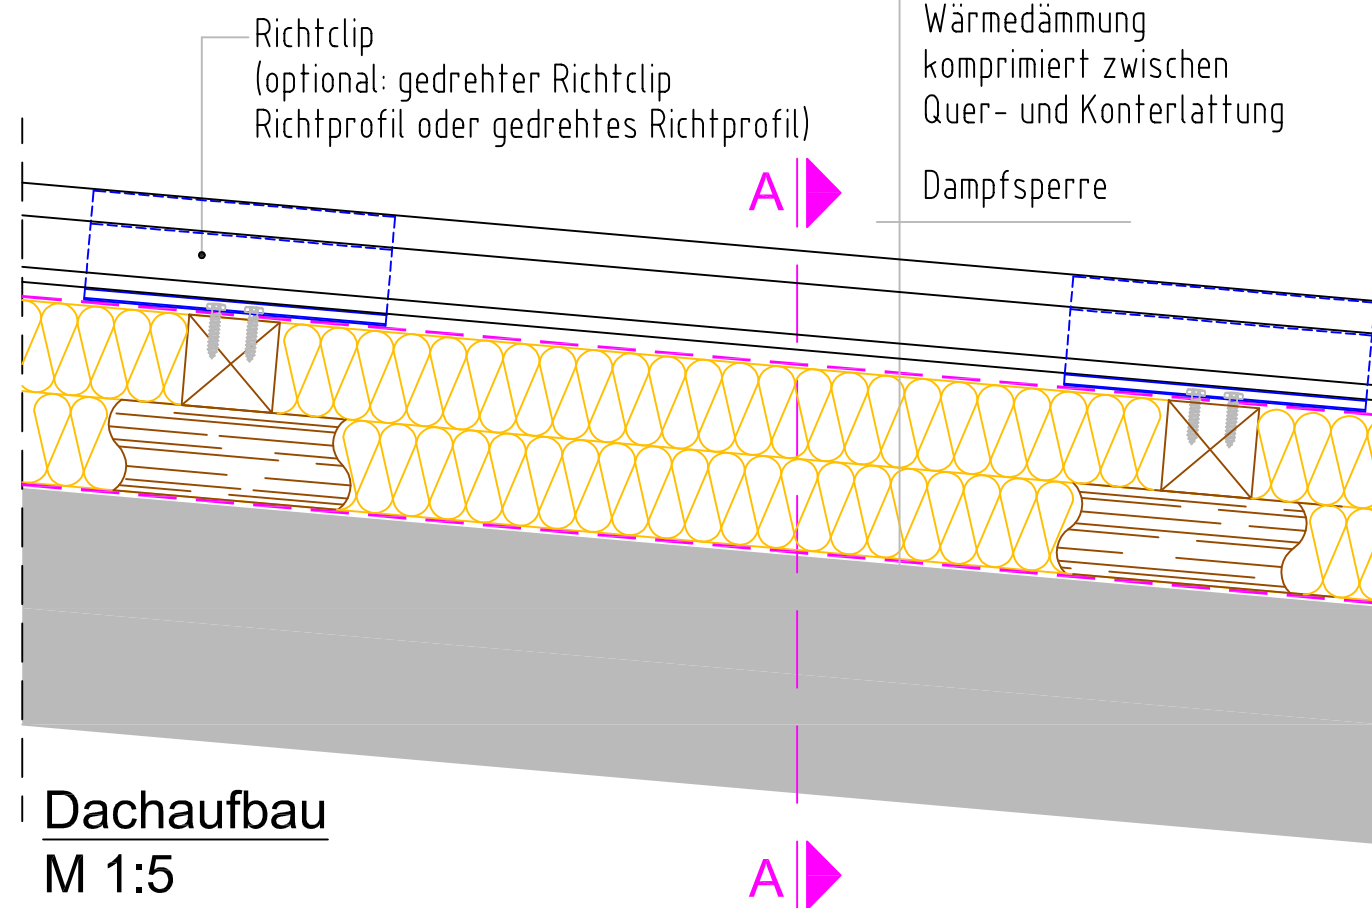 Richtclip
(optional: gedrehter Richtclip
Richtprofil oder gedrehtes Richtprofil)
Wärmedämmung
komprimiert zwischen
Quer- und Konterlattung
Dampfsperre
A
Dachaufbau
M 1:5
A